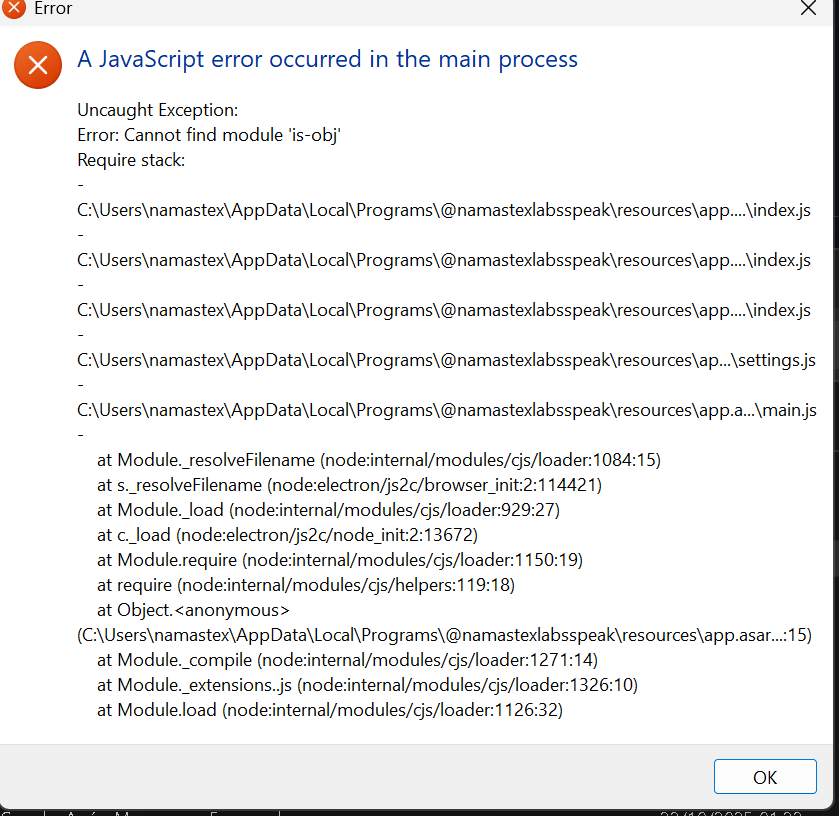 Error
A JavaScript error occurred in the main process
Uncaught Exception:
Error: Cannot find module 'is-obj'
Require stack:
-
C:\Users\namastex\AppData\Local\Programs\@namastexlabsspeak\resources\app....\index.js
-
C:\Users\namastex\AppData\Local\Programs\@namastexlabsspeak\resources\app....\index.js
-
C:\Users\namastex\AppData\Local\Programs\@namastexlabsspeak\resources\app....\index.js
-
C:\Users\namastex\AppData\Local\Programs\@namastexlabsspeak\resources\ap...\settings.js
-
C:\Users\namastex\AppData\Local\Programs\@namastexlabsspeak\resources\app.a...\main.js
-
at Module._resolveFilename (node:internal/modules/cjs/loader:1084:15)
at s._resolveFilename (node:electron/js2c/browser_init:2:114421)
at Module._load (node:internal/modules/cjs/loader:929:27)
at c._load (node:electron/js2c/node_init:2:13672)
at Module.require (node:internal/modules/cjs/loader:1150:19)
at require (node:internal/modules/cjs/helpers:119:18)
at Object.<anonymous>
(C:\Users\namastex\AppData\Local\Programs\@namastexlabsspeak\resources\app.asar...:15)
at Module._compile (node:internal/modules/cjs/loader:1271:14)
at Module._extensions..js (node:internal/modules/cjs/loader:1326:10)
at Module.load (node:internal/modules/cjs/loader:1126:32)
OK